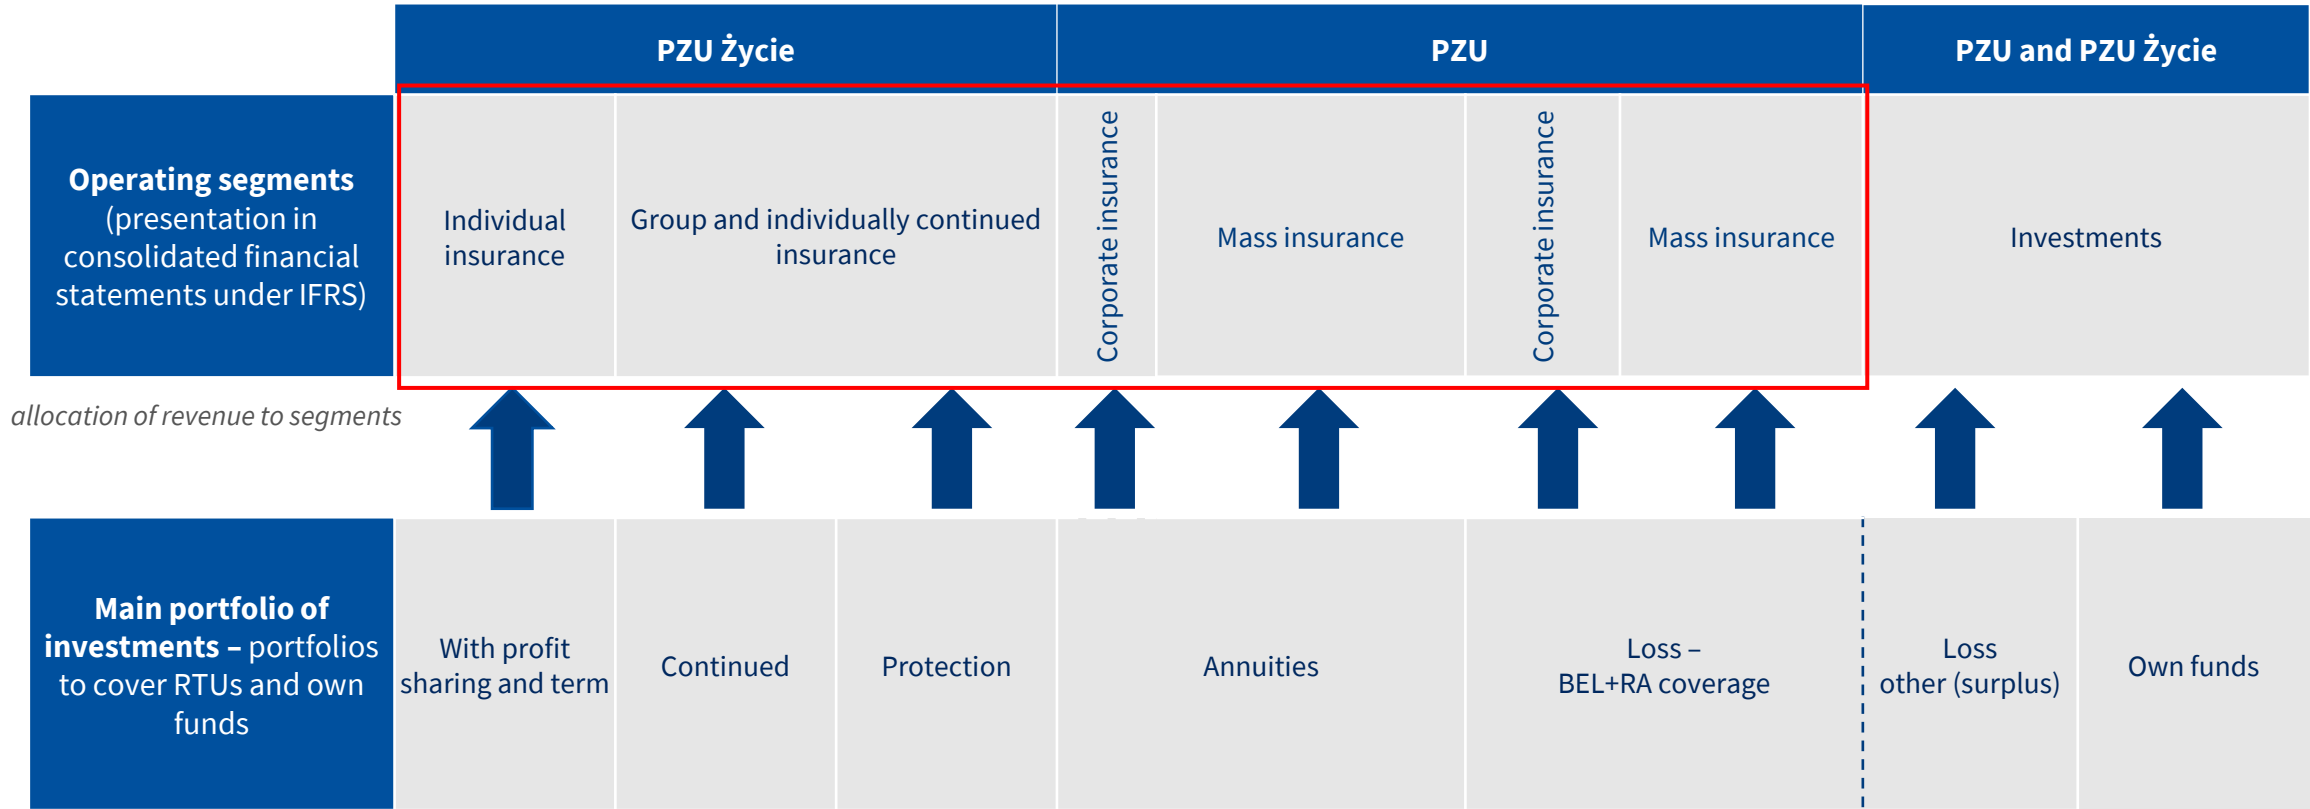 PZU Życie
PZU
PZU and PZU Życie
Operating segments
(presentation in
consolidated financial
statements under IFRS)
Individual
insurance
Group and individually continued
insurance
Corporate insurance
Mass insurance
Corporate insurance
Mass insurance
Investments
allocation of revenue to segments
Main portfolio of
investments – portfolios
to cover RTUs and own
funds
With profit
sharing and term
Continued
Protection
Annuities
Loss –
BEL+RA coverage
Loss
other (surplus)
Own funds